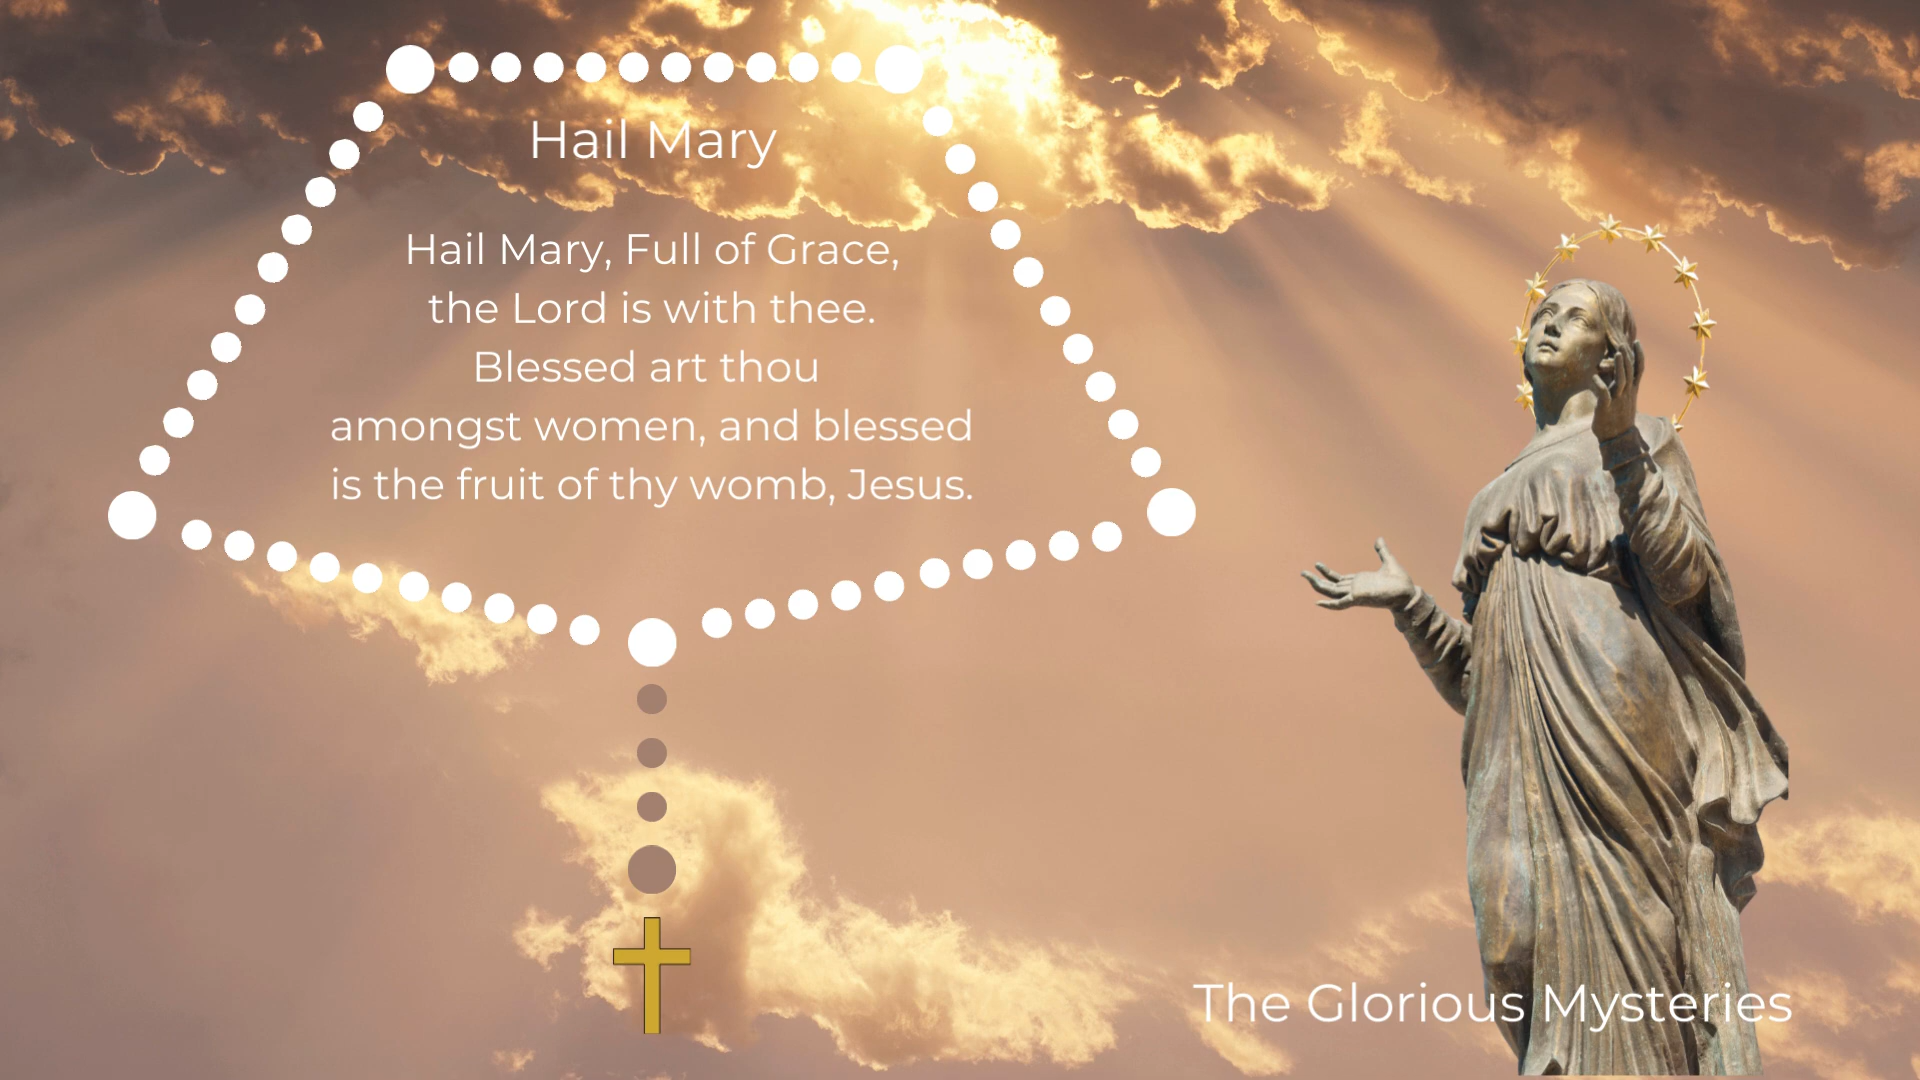 Hail Mary
Hail Mary, Full of Grace,
the Lord is with thee.
Blessed art thou
amongst women, and blessed
is the fruit of thy womb, Jesus.
The Glorious Mysteries